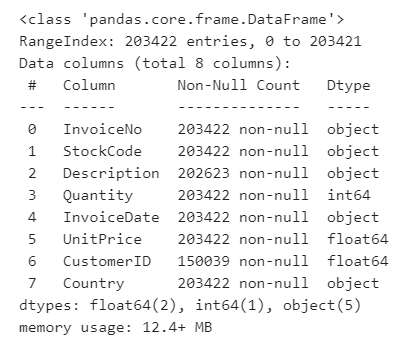 <class 'pandas.core.frame.DataFrame'>
RangeIndex: 203422 entries, 0 to 203421
Data columns (total 8 columns):
 #   Column       Non-Null Count   Dtype
---  ------       --------------   -----
 0   InvoiceNo    203422 non-null  object
 1   StockCode    203422 non-null  object
 2   Description  202623 non-null  object
 3   Quantity     203422 non-null  int64
 4   InvoiceDate  203422 non-null  object
 5   UnitPrice    203422 non-null  float64
 6   CustomerID   150039 non-null  float64
 7   Country      203422 non-null  object
dtypes: float64(2), int64(1), object(5)
memory usage: 12.4+ MB